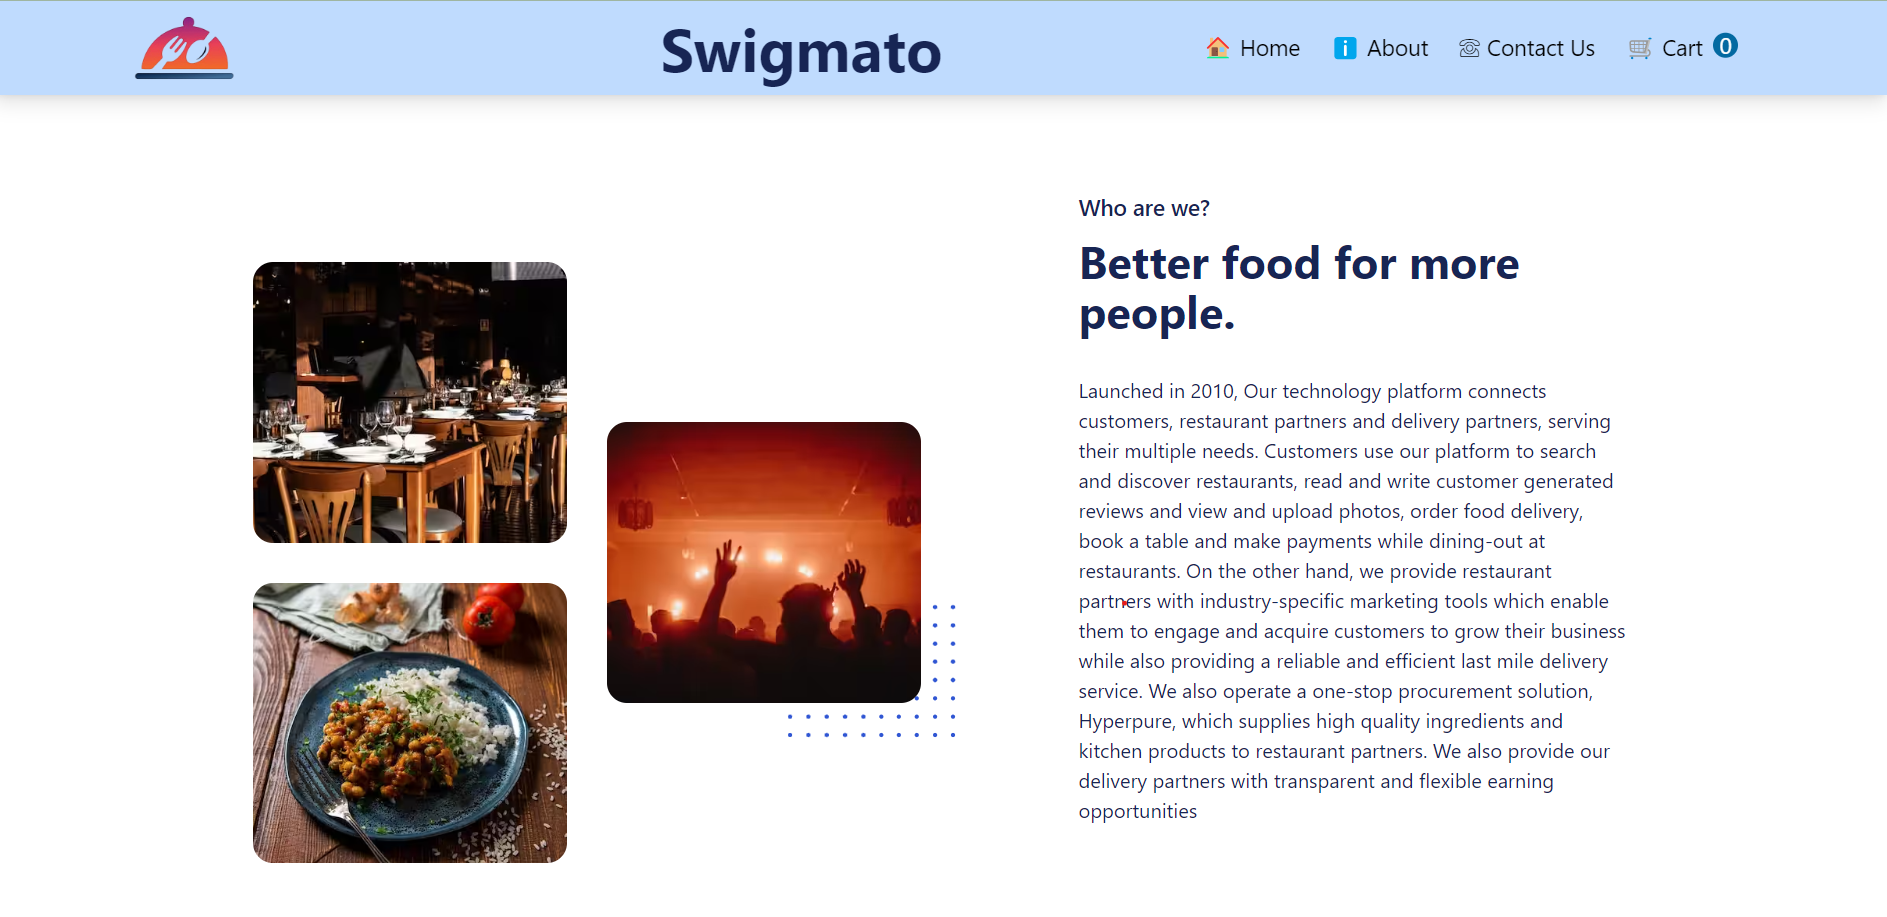 Swigmato
Home
About
Contact Us
Cart 0
Who are we?
Better food for more
people.
Launched in 2010, Our technology platform connects
customers, restaurant partners and delivery partners, serving
their multiple needs. Customers use our platform to search
and discover restaurants, read and write customer generated
reviews and view and upload photos, order food delivery,
book a table and make payments while dining-out at
restaurants. On the other hand, we provide restaurant
partners with industry-specific marketing tools which enable
them to engage and acquire customers to grow their business
while also providing a reliable and efficient last mile delivery
service. We also operate a one-stop procurement solution,
Hyperpure, which supplies high quality ingredients and
kitchen products to restaurant partners. We also provide our
delivery partners with transparent and flexible earning
opportunities